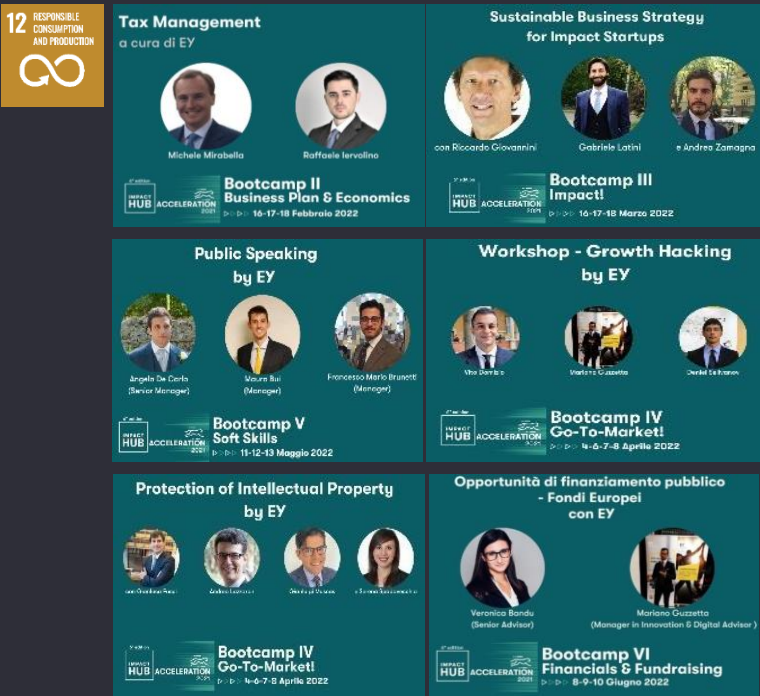 12 RESPONSIBLE
CONSUMPTION
AND PRODUCTION
Tax Management
a cura di EY
Michele Mirabella
Raffaele Iervolino
IMPACT
HUB ACCELERATION
2021
Bootcamp II
Business Plan & Economics
16-17-18 Febbraio 2022
Sustainable Business Strategy
for Impact Startups
con Riccardo Giovannini
Gabriele Latini
e Andrea Zamagna
IMPACT
HUB ACCELERATION
2021
Bootcamp III
Impact!
16-17-18 Marzo 2022
Public Speaking
by EY
Angelo De Carlo
(Senior Manager)
Mauro Bui
(Manager)
Francesco Mario Brunetti
(Manager)
IMPACT
HUB ACCELERATION
2021
Bootcamp V
Soft Skills
11-12-13 Maggio 2022
Workshop - Growth Hacking
by EY
Mariano Guzzetta
IMPACT
HUB ACCELERATION
2021
Bootcamp IV
Go-To-Market!
4-6-7-8 Aprile 2022
Protection of Intellectual Property
by EY
IMPACT
HUB ACCELERATION
2021
Bootcamp IV
Go-To-Market!
4-6-7-8 Aprile 2022
Opportunità di finanziamento pubblico
- Fondi Europei
con EY
Veronica Bandu
(Senior Advisor)
Mariano Guzzetta
(Manager in Innovation & Digital Advisor )
IMPACT
HUB ACCELERATION
2021
Bootcamp VI
Financials & Fundraising
8-9-10 Giugno 2022